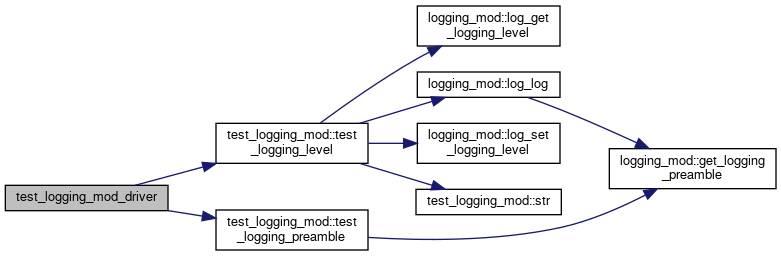 logging_mod::log_get
_logging_level
logging_mod::log_log
test_logging_mod::test
_logging_level
logging_mod::log_set
_logging_level
logging_mod::get_logging
_preamble
test_logging_mod_driver
test_logging_mod::str
test_logging_mod::test
_logging_preamble